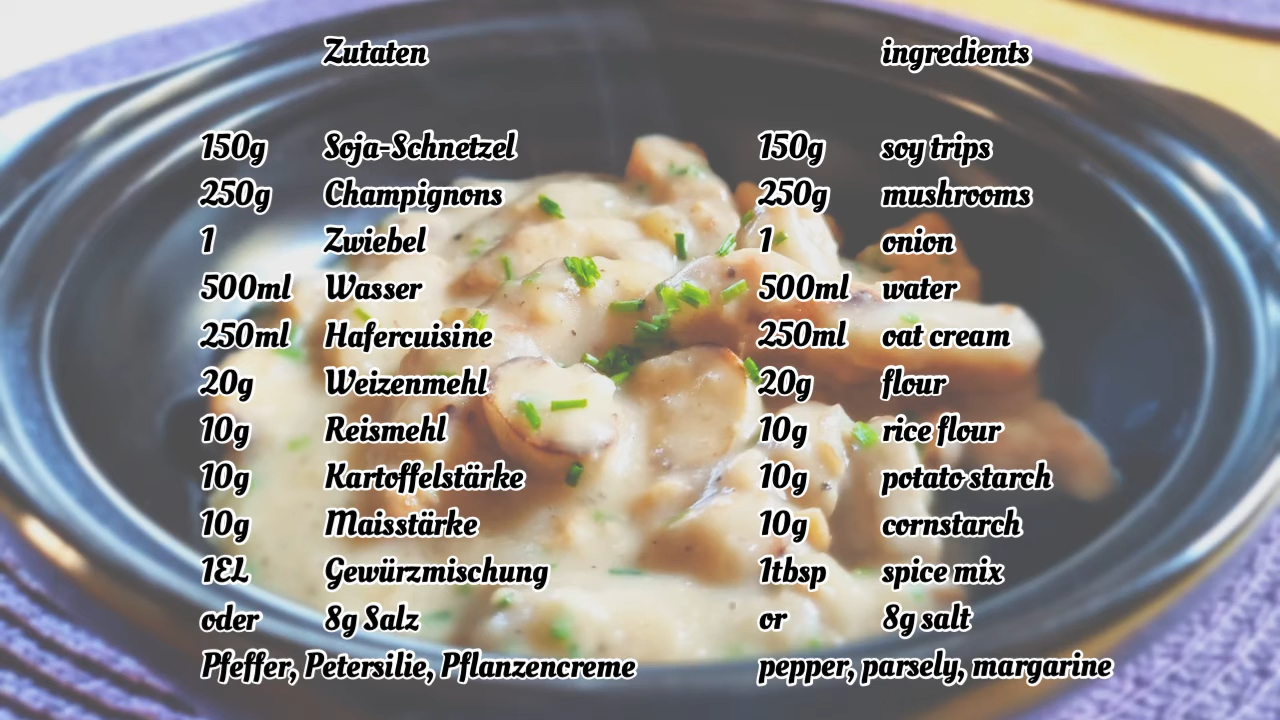 Zutaten
150g Soja-Schnetzel
250g Champignons
1 Zwiebel
500ml Wasser
250ml Hafercuisine
20g Weizenmehl
10g Reismehl
10g Kartoffelstärke
10g Maisstärke
1EL Gewürzmischung
oder 8g Salz
Pfeffer, Petersilie, Pflanzencreme
ingredients
150g soy trips
250g mushrooms
1 onion
500ml water
250ml oat cream
20g flour
10g rice flour
10g potato starch
10g cornstarch
1tbsp spice mix
or 8g salt
pepper, parsely, margarine